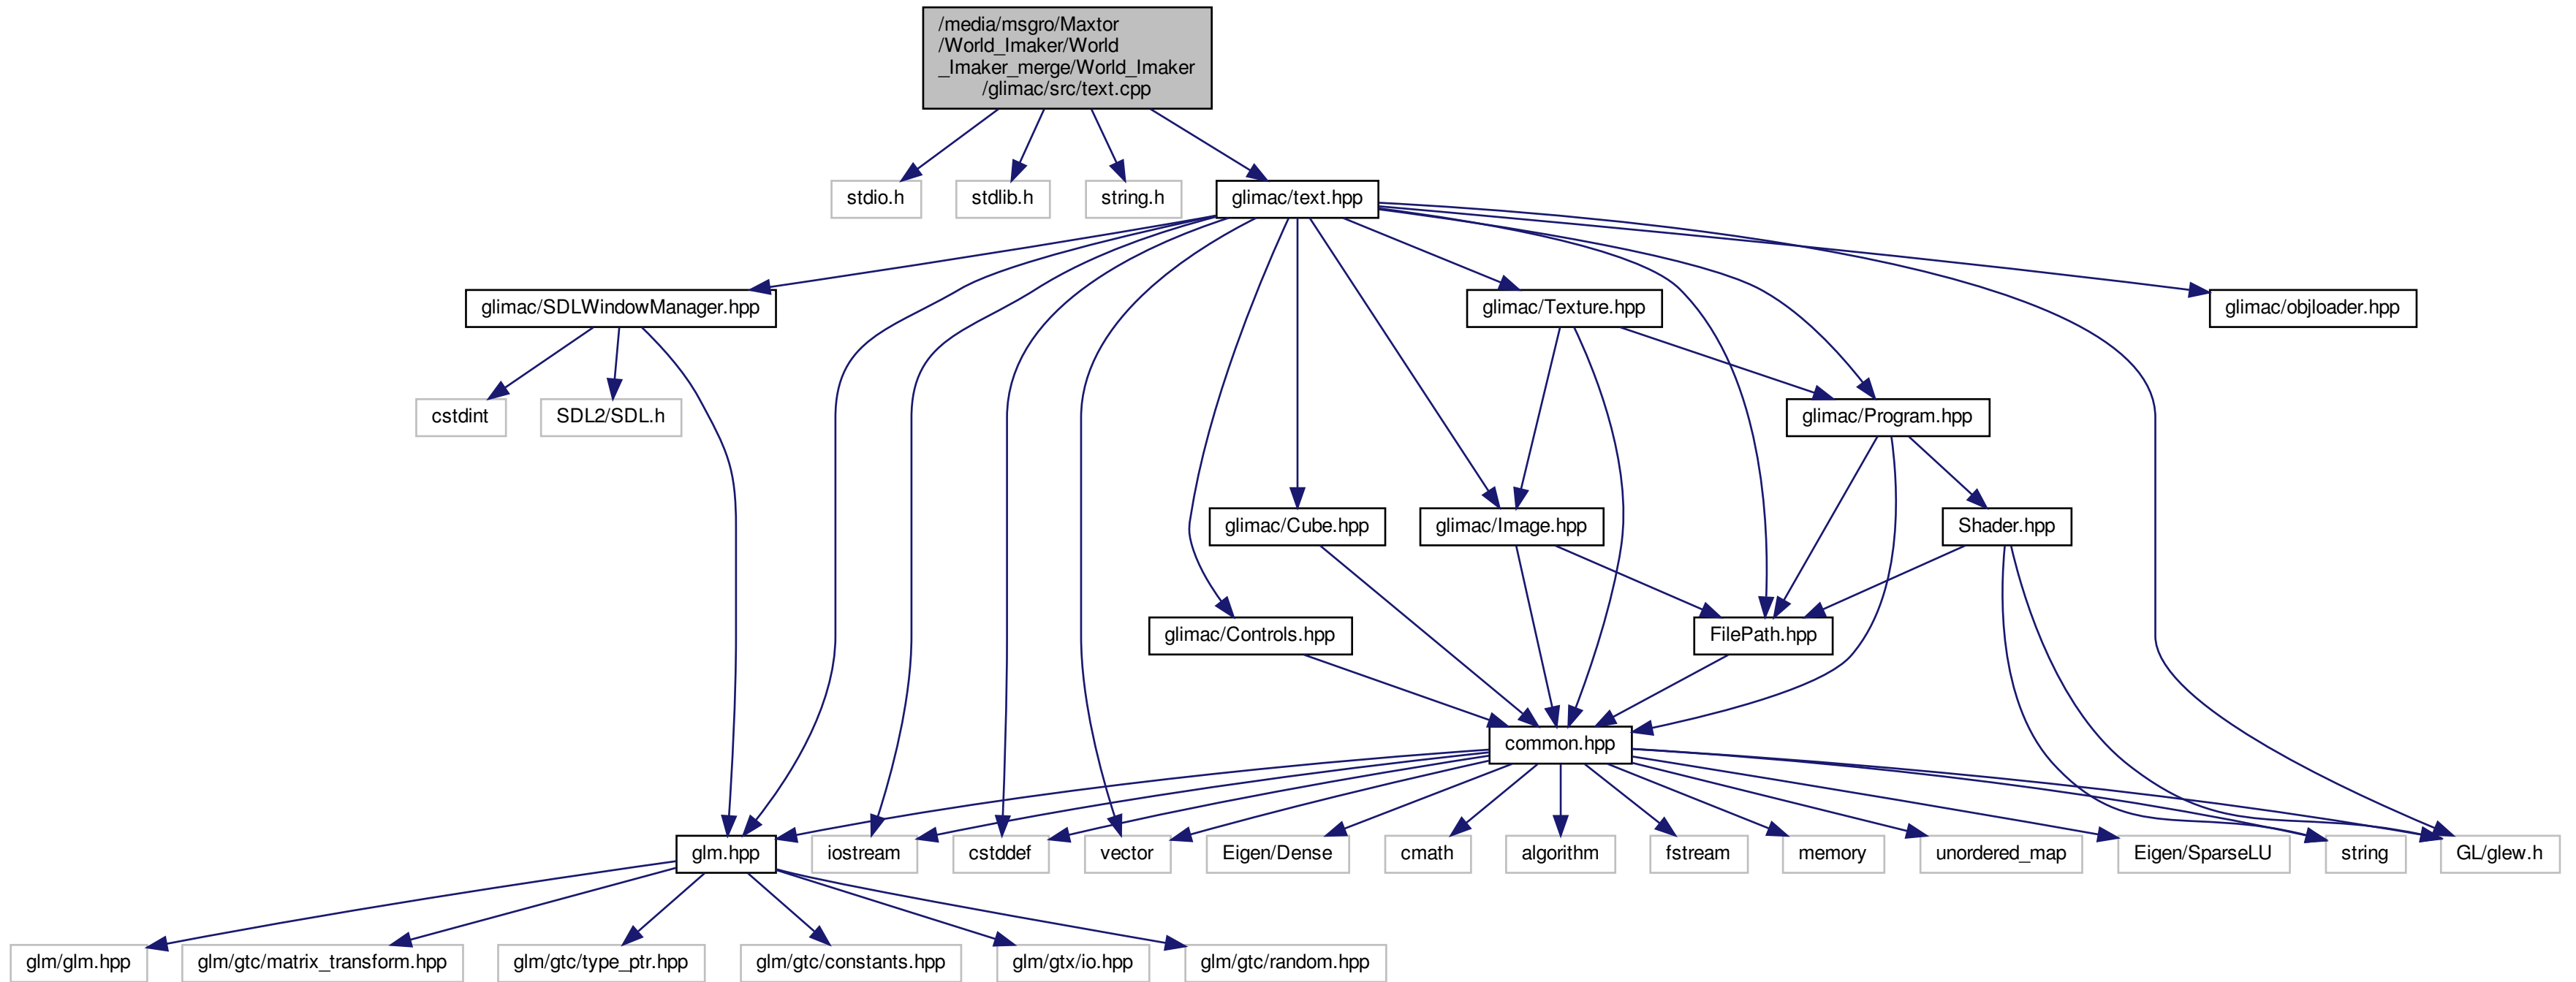 /media/msgro/Maxtor
/World_Imaker/World
_Imaker_merge/World_Imaker
/glimac/src/text.cpp
stdio.h
stdlib.h
string.h
glimac/text.hpp
glimac/SDLWindowManager.hpp
glimac/Texture.hpp
glimac/objloader.hpp
cstdint
SDL2/SDL.h
glimac/Program.hpp
glimac/Cube.hpp
glimac/Image.hpp
Shader.hpp
glimac/Controls.hpp
FilePath.hpp
common.hpp
glm.hpp
iostream
cstddef
vector
Eigen/Dense
cmath
algorithm
fstream
memory
unordered_map
Eigen/SparseLU
string
GL/glew.h
glm/glm.hpp
glm/gtc/matrix_transform.hpp
glm/gtc/type_ptr.hpp
glm/gtc/constants.hpp
glm/gtx/io.hpp
glm/gtc/random.hpp